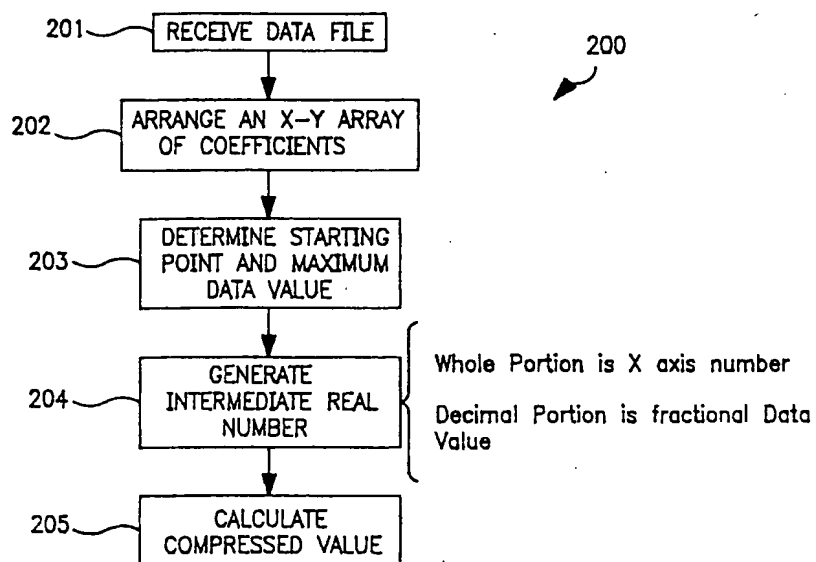 201
RECEIVE DATA FILE
200
202
ARRANGE AN X-Y ARRAY
OF COEFFICIENTS
203
DETERMINE STARTING
POINT AND MAXIMUM
DATA VALUE
204
GENERATE
INTERMEDIATE REAL
NUMBER
Whole Portion is X axis number
Decimal Portion is fractional Data
Value
205
CALCULATE
COMPRESSED VALUE